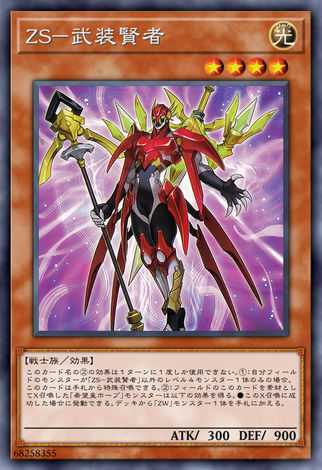 ZS－武装賢者
光
【戦士族／効果】
このカード名の②の効果は１ターンに１度しか使用できない。①：自分フィール
ドのモンスターが「ZS－武装賢者」以外のレベル４モンスター１体のみの場合、
このカードは手札から特殊召喚できる。②：フィールドのこのカードを素材とし
てX召喚した「希望皇ホープ」モンスターは以下の効果を得る。●このX召喚に
成功した場合に発動できる。デッキから「ZW」モンスター１体を手札に加える。
ATK/ 300 DEF/ 900
68258355